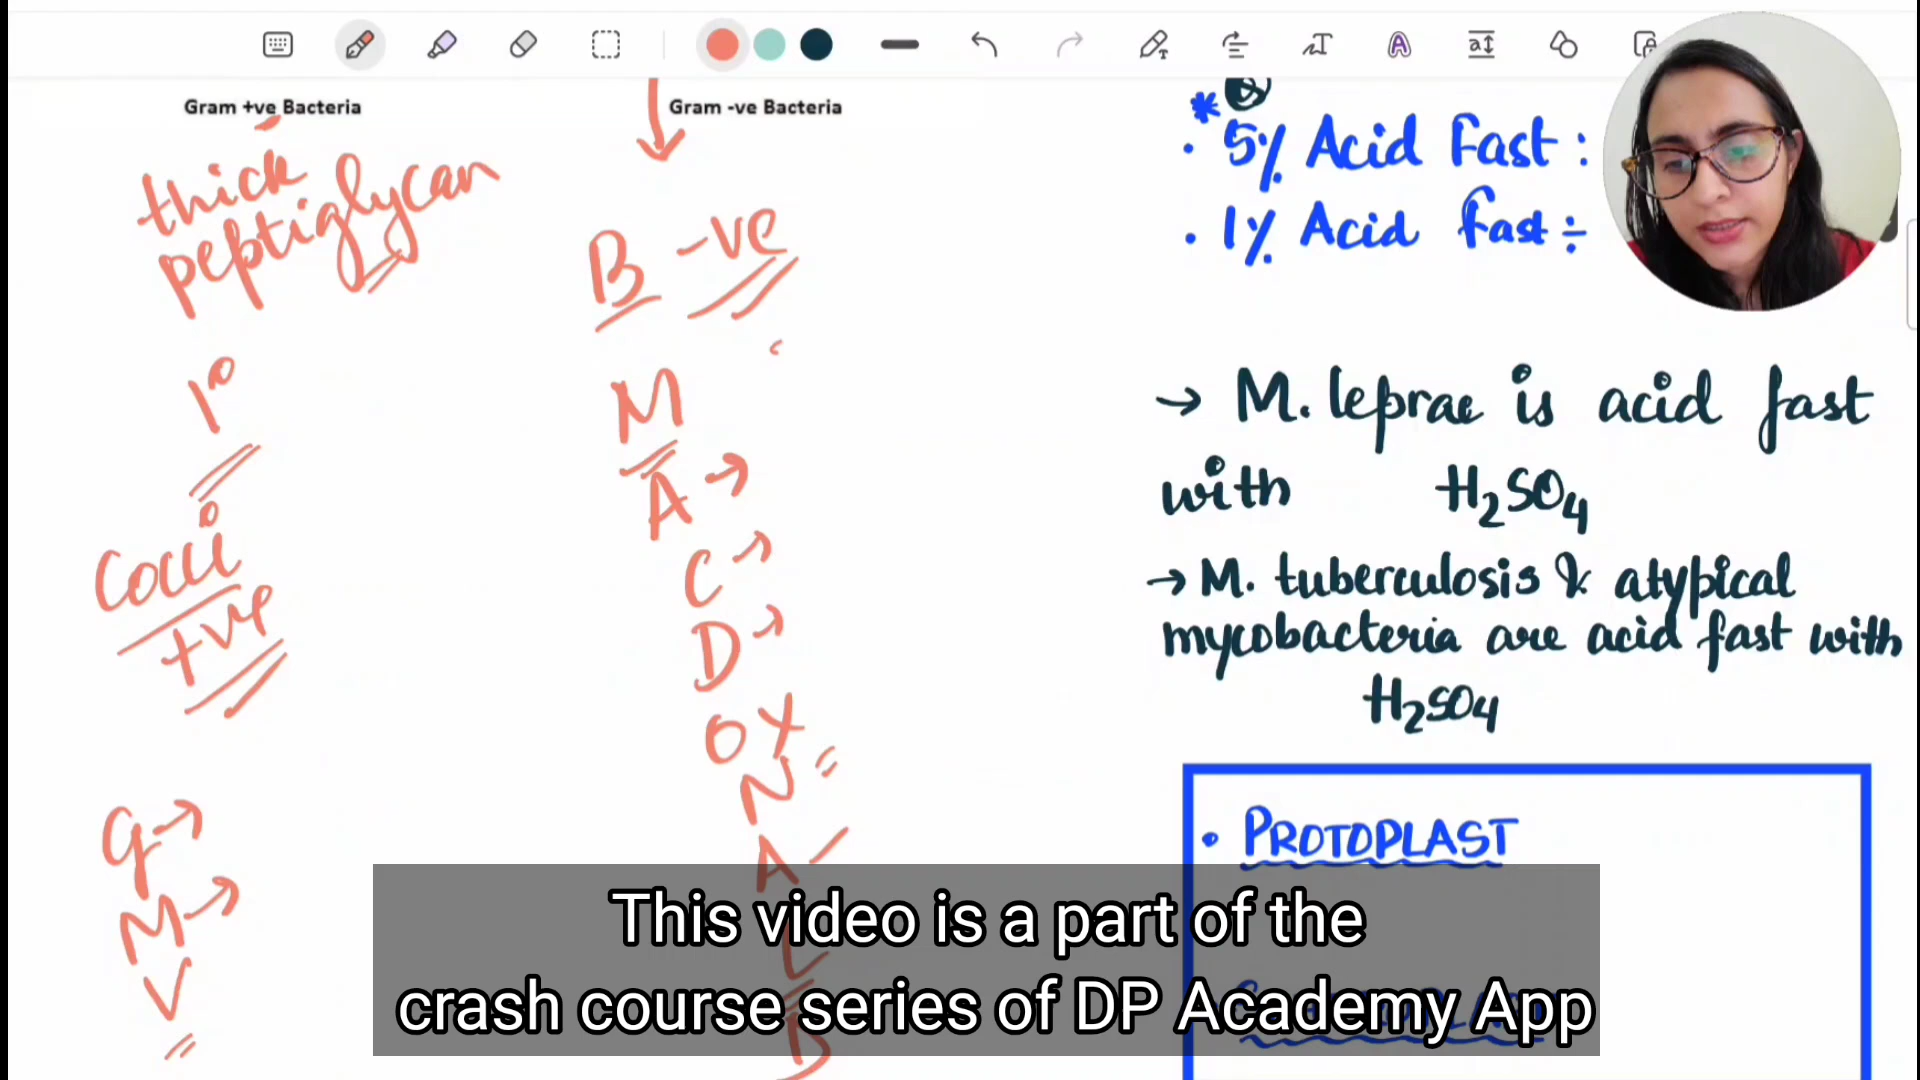 Gram +ve Bacteria
thick
peptiglycan
1°
Cocci
+ve
G →
M →
V
Gram -ve Bacteria
B -ve
M
A →
C →
D →
O X
N
A
L
B
* 5% Acid Fast :
• 1% Acid Fast ÷
→ M. leprae is acid fast
with H₂SO₄
→ M. tuberculosis & atypical
mycobacteria are acid fast with
H₂SO₄
• PROTOPLAST
This video is a part of the
crash course series of DP Academy App